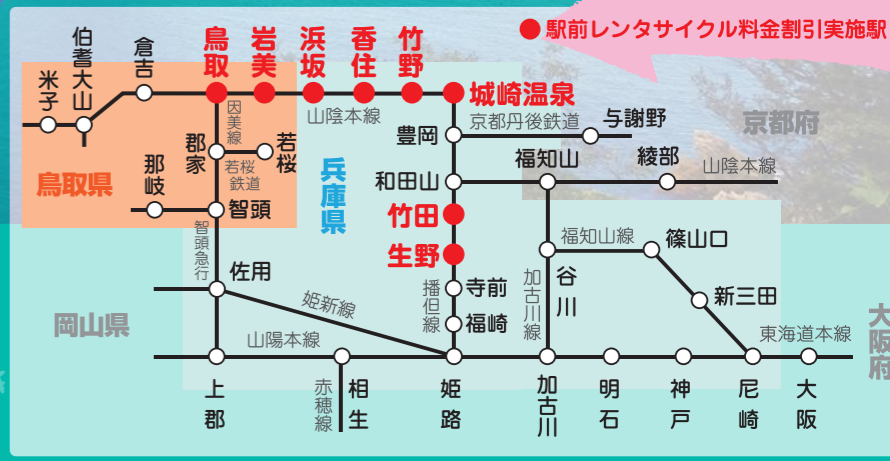 駅前レンタサイクル料金割引実施駅
伯耆大山
倉吉
鳥取
岩美
浜坂
香住
竹野
米子
城崎温泉
因美線
山陰本線
京都丹後鉄道
与謝野
京都府
豊岡
郡家
若桜
若桜
鉄道
那岐
兵庫県
福知山
綾部
山陰本線
和田山
鳥取県
智頭
竹田
智頭急行
生野
福知山線
篠山口
佐用
姫新線
播但線
寺前
加古川線
谷川
新三田
岡山県
福崎
山陽本線
東海道本線
大阪府
上郡
赤穂線
相生
姫路
加古川
明石
神戸
尼崎
大阪